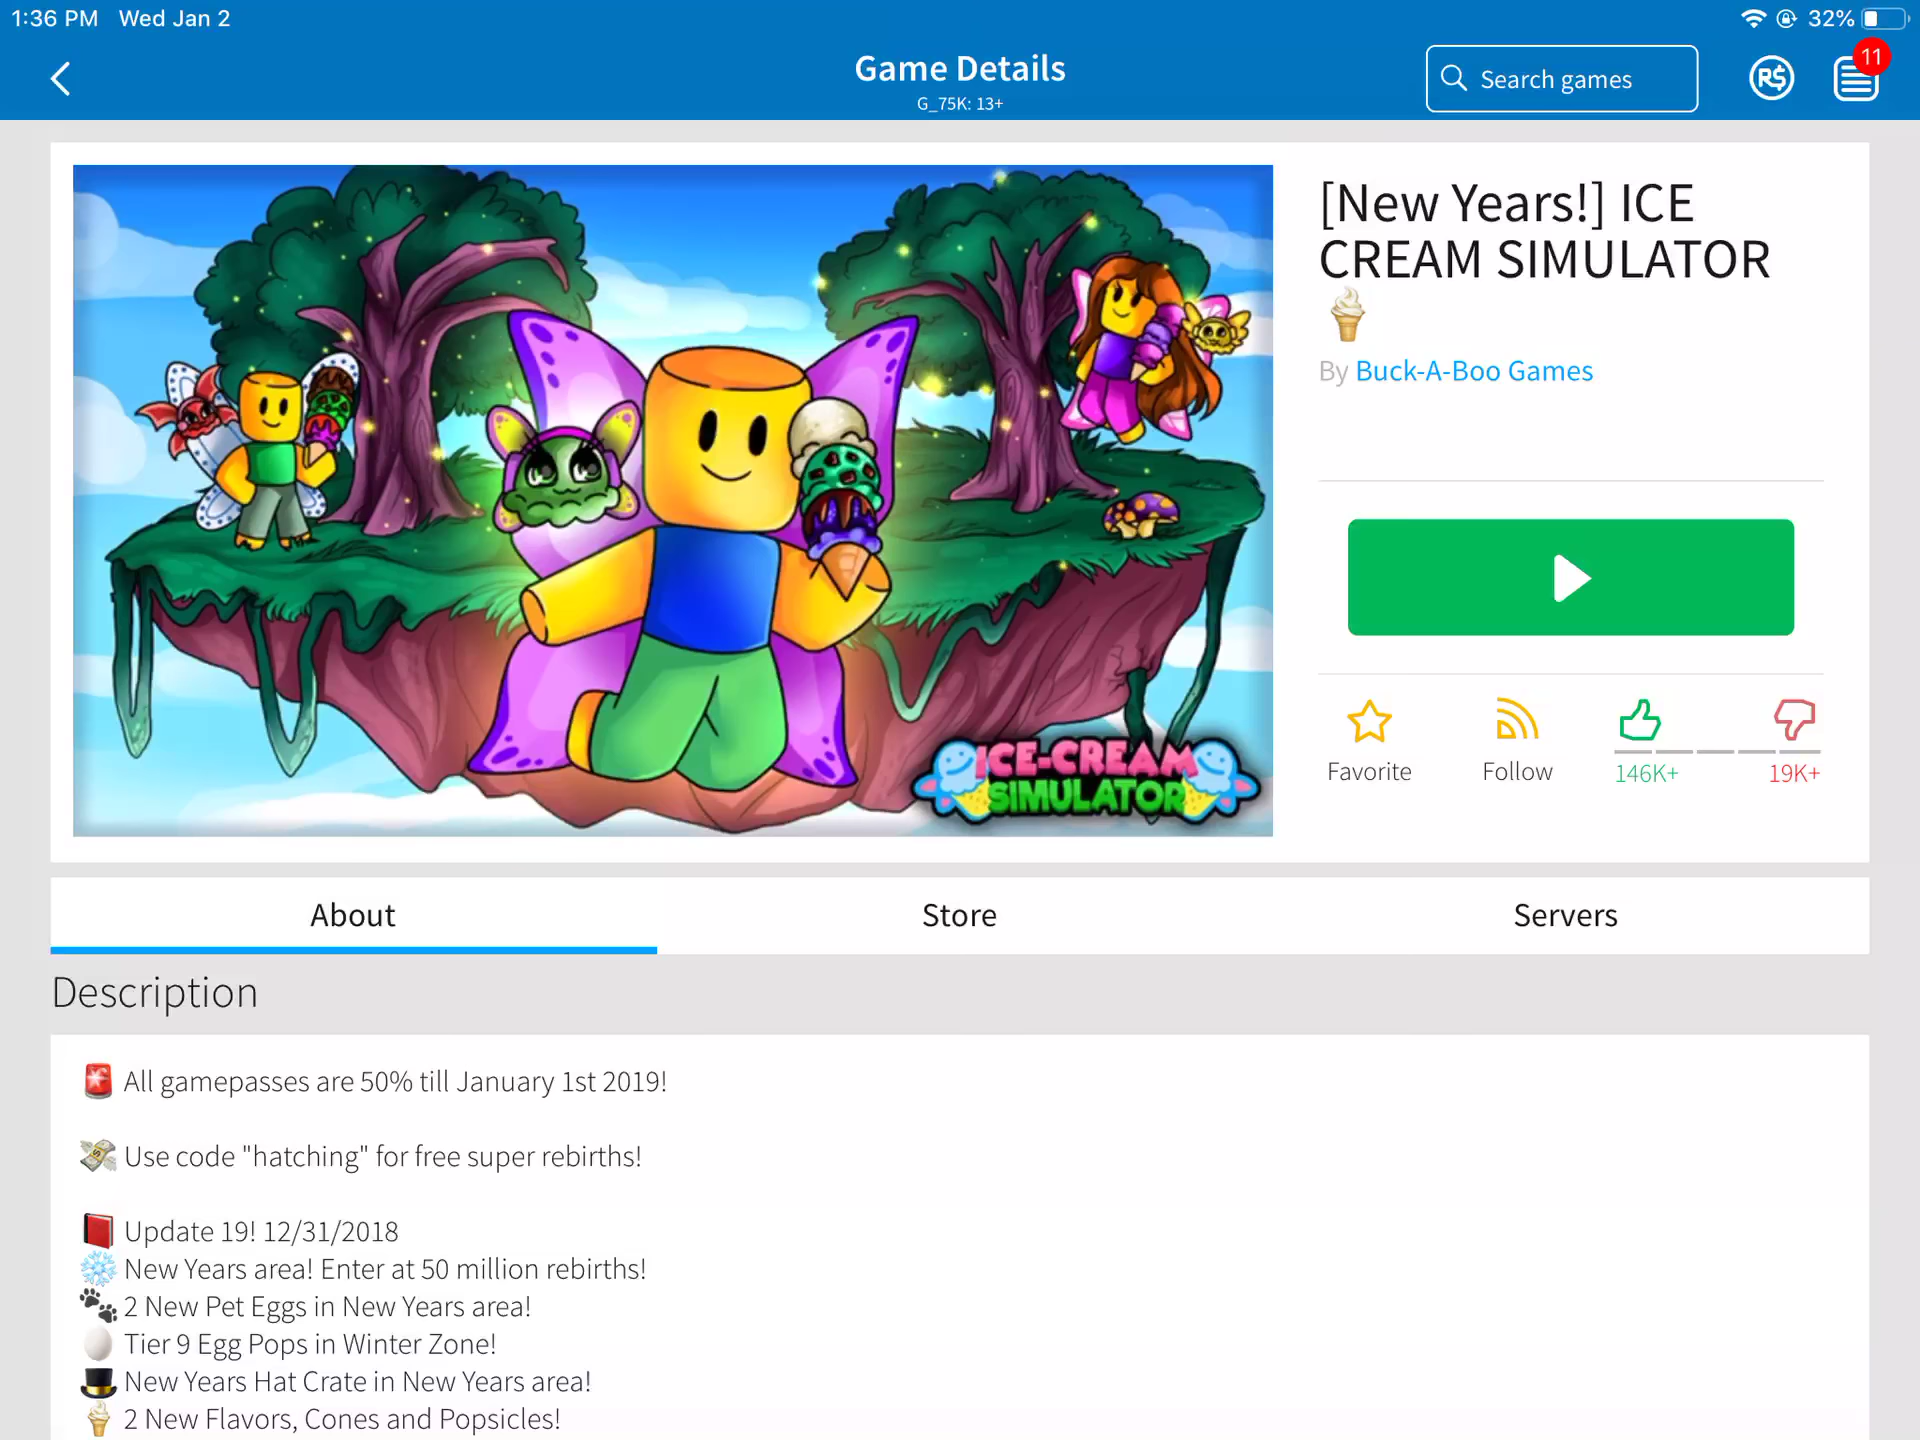 1:36 PM Wed Jan 2
32%
Game Details
G_75K: 13+
Search games
R$
11
[New Years!] ICE
CREAM SIMULATOR
By Buck-A-Boo Games
ICE-CREAM
SIMULATOR
Favorite
Follow
146K+
19K+
About
Store
Servers
Description
All gamepasses are 50% till January 1st 2019!
Use code "hatching" for free super rebirths!
Update 19! 12/31/2018
New Years area! Enter at 50 million rebirths!
2 New Pet Eggs in New Years area!
Tier 9 Egg Pops in Winter Zone!
New Years Hat Crate in New Years area!
2 New Flavors, Cones and Popsicles!